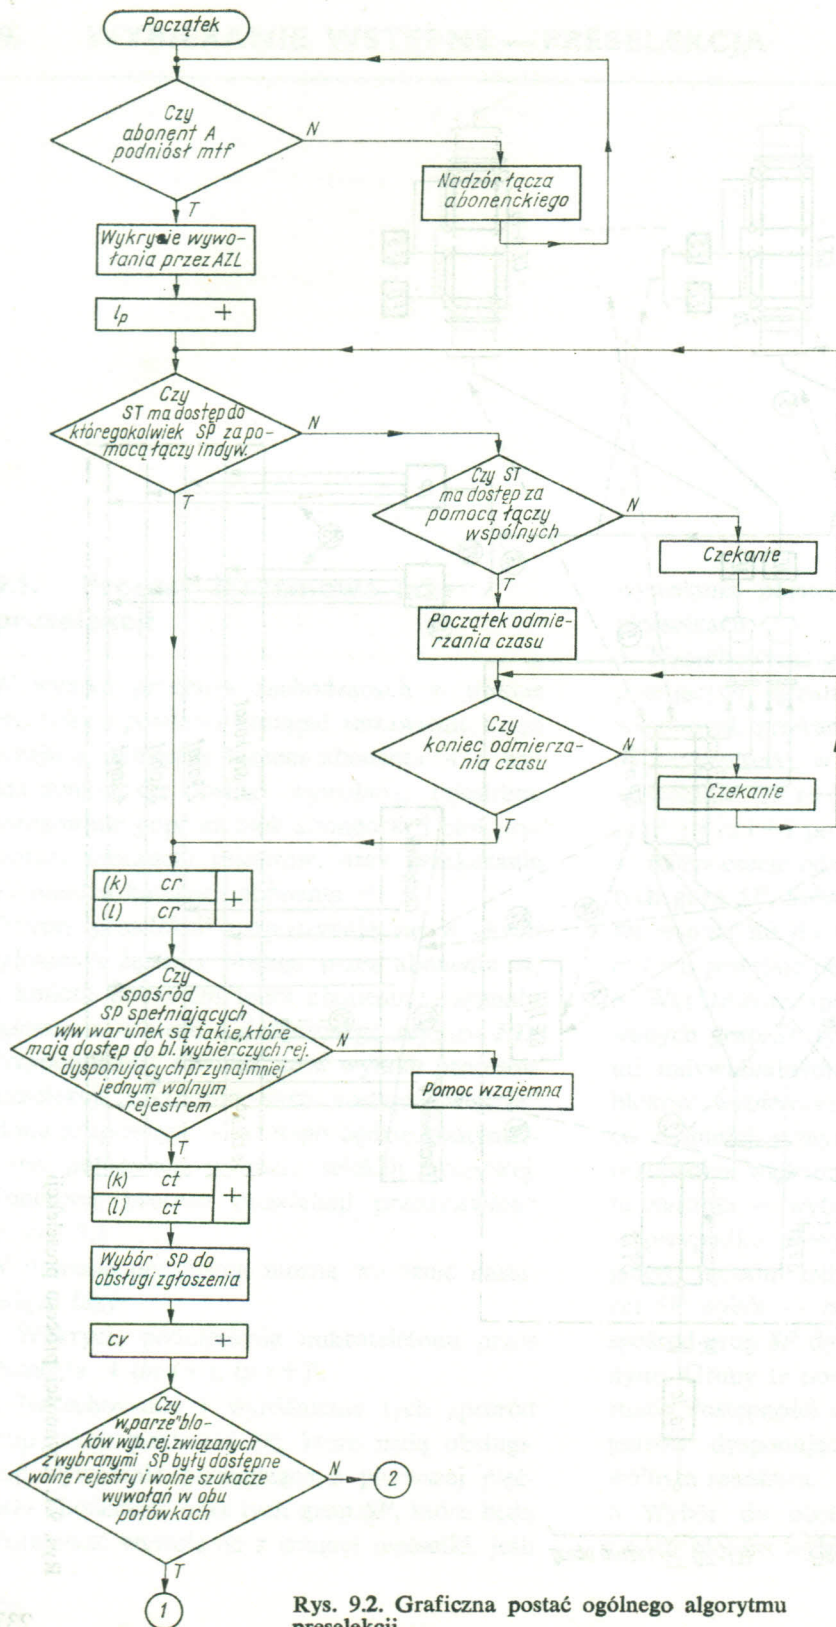 Początek
Czy
abonent A
podniósł mtf
N
T
Nadzór łącza
abonenckiego
Wykrycie wywo-
łania przez AZL
lp +
Czy
ST ma dostęp do
któregokolwiek SP za po-
mocą łączy indyw.
N
T
Czy ST
ma dostęp za
pomocą łączy
wspólnych
N
T
Czekanie
Początek odmie-
rzania czasu
Czy
koniec odmierza-
nia czasu
N
T
Czekanie
(k) cr
(l) cr
+
Czy
spośród
SP spełniających
w/w warunek są takie, które
mają dostęp do bl. wybierczych rej.
dysponujących przynajmniej
jednym wolnym
rejestrem
N
T
Pomoc wzajemna
(k) ct
(l) ct
+
Wybór SP do
obsługi zgłoszenia
cv +
Czy
w„parze"blo-
ków wyb.rej.związanych
z wybranymi SP były dostępne
wolne rejestry i wolne szukacze
wywołań w obu
połówkach
N
2
T
1
Rys. 9.2. Graficzna postać ogólnego algorytmu
preselekcji